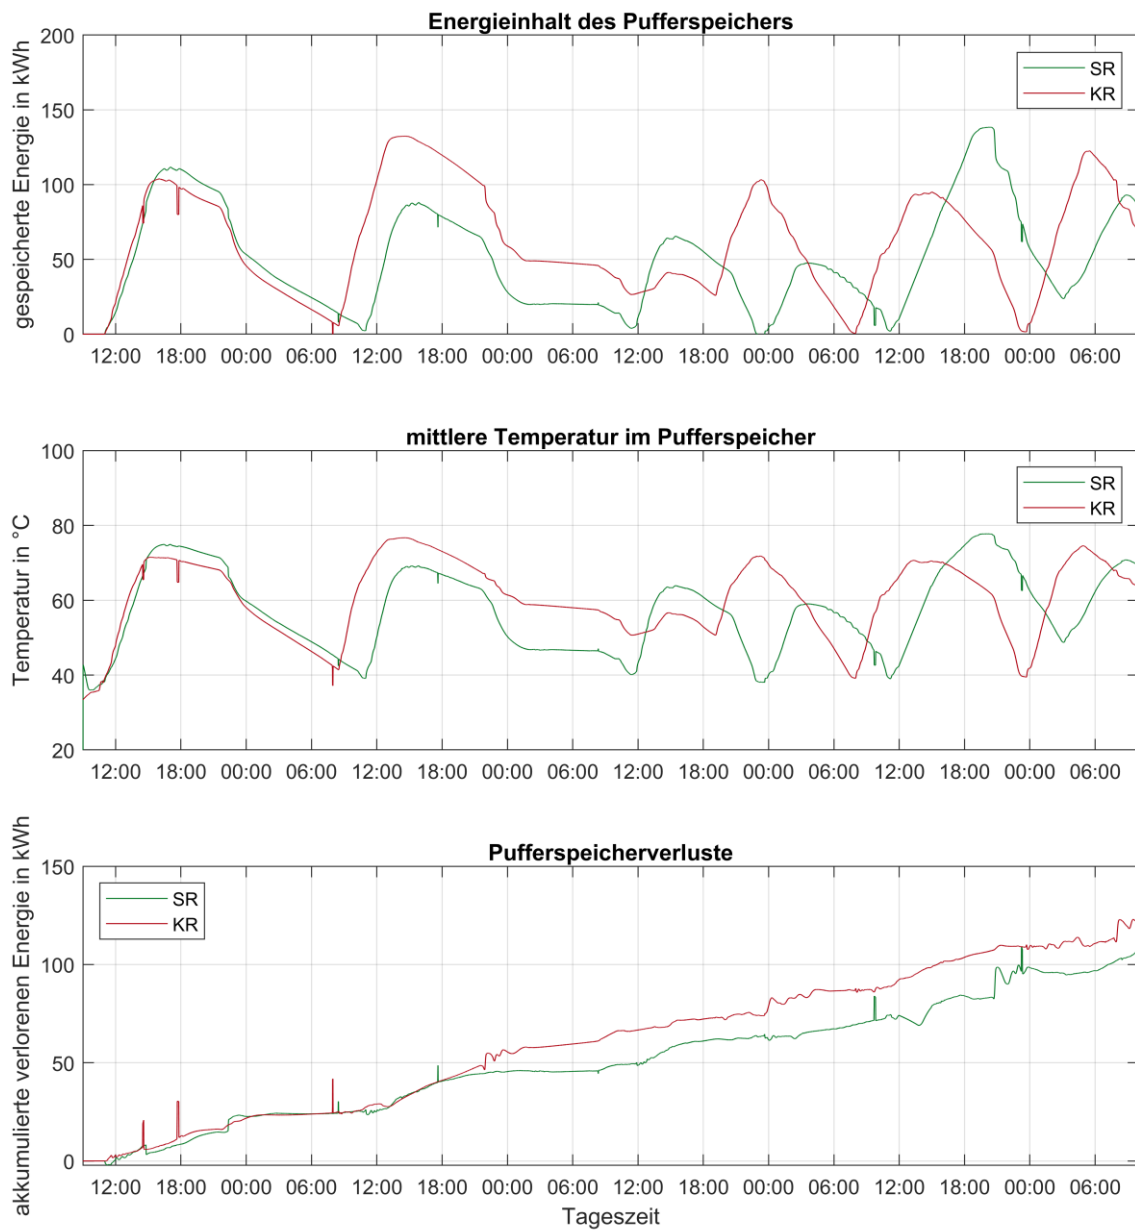 Energieinhalt des Pufferspeichers
gespeicherte Energie in kWh
200
150
100
50
0
SR
KR
12:00 18:00 00:00 06:00 12:00 18:00 00:00 06:00 12:00 18:00 00:00 06:00 12:00 18:00 00:00 06:00
mittlere Temperatur im Pufferspeicher
Temperatur in °C
100
80
60
40
20
SR
KR
12:00 18:00 00:00 06:00 12:00 18:00 00:00 06:00 12:00 18:00 00:00 06:00 12:00 18:00 00:00 06:00
Pufferspeicherverluste
akkumulierte verlorenen Energie in kWh
150
100
50
0
SR
KR
12:00 18:00 00:00 06:00 12:00 18:00 00:00 06:00 12:00 18:00 00:00 06:00 12:00 18:00 00:00 06:00
Tageszeit